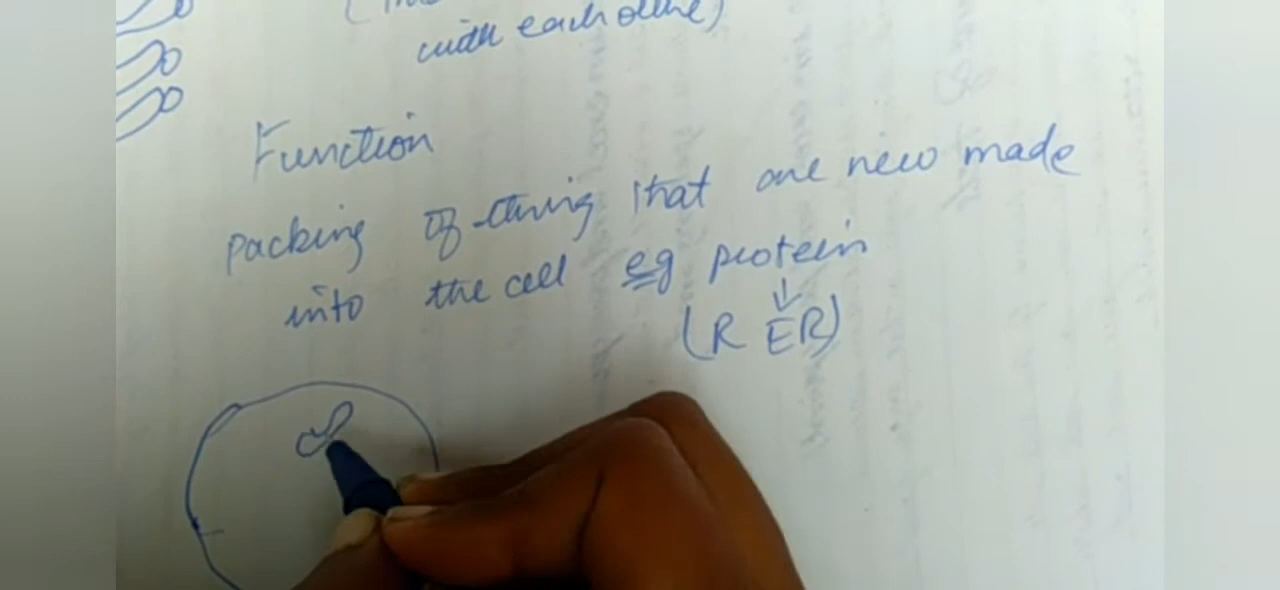 with each other)
Function
packing of thing that are new made
into the cell eg protein
(R ER)